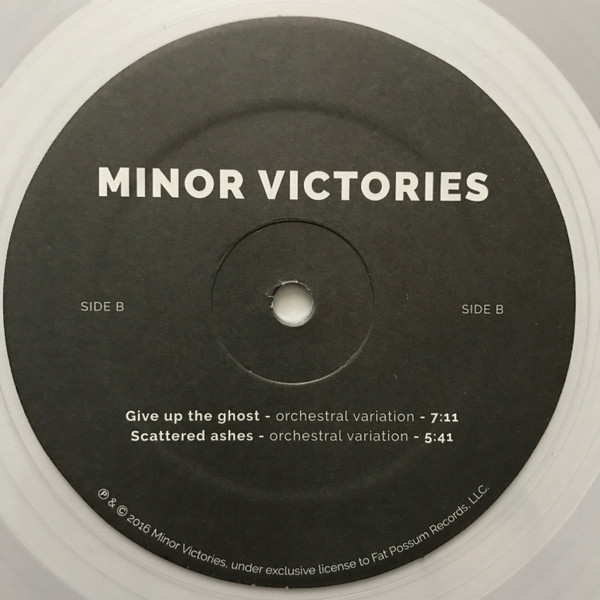 MINOR VICTORIES
SIDE B
SIDE B
Give up the ghost - orchestral variation - 7:11
Scattered ashes - orchestral variation - 5:41
℗ & © 2016 Minor Victories, under exclusive license to Fat Possum Records, LLC.